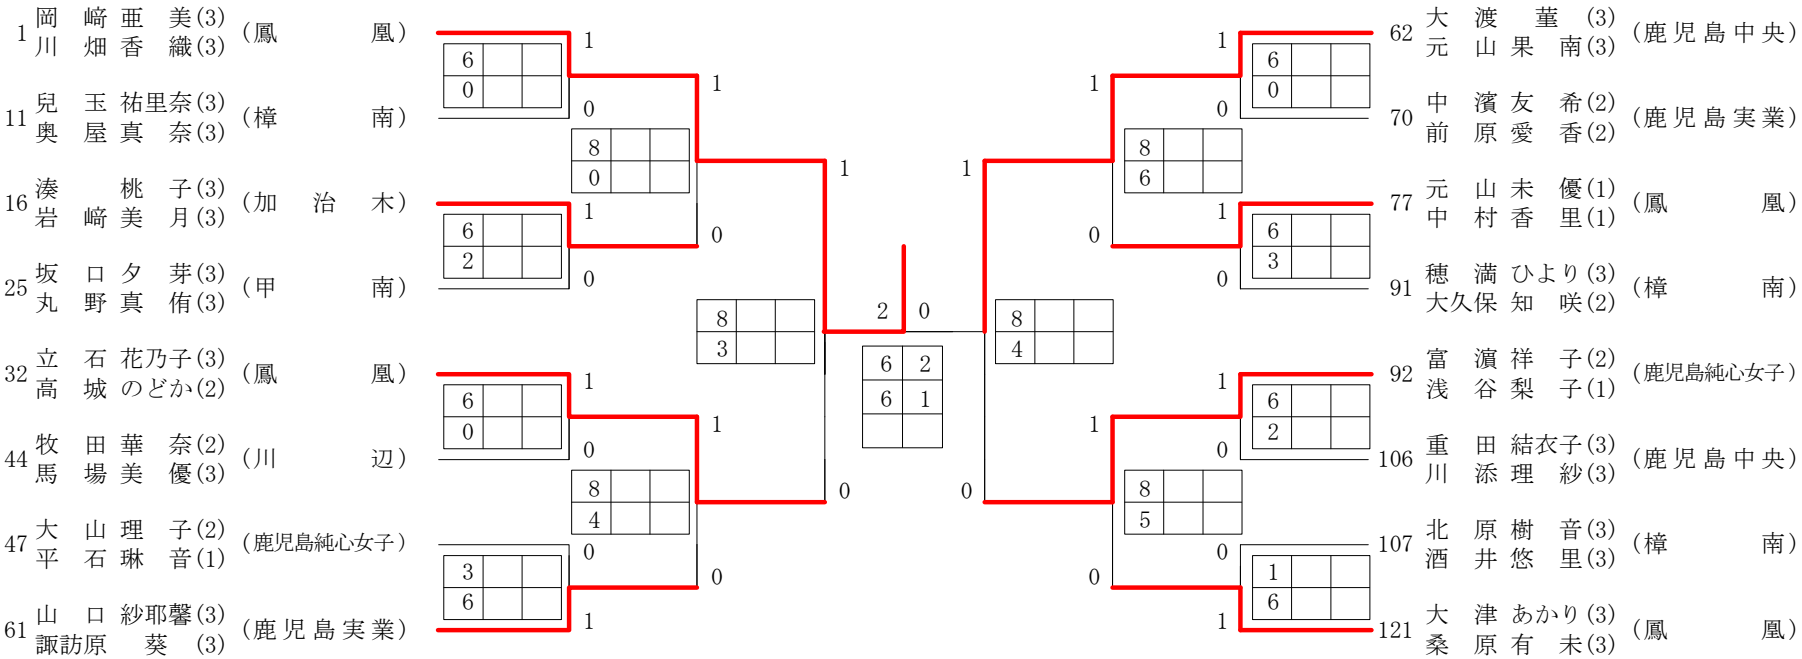 1 岡﨑亜美(3) (鳳凰)
川畑香織(3)
11 兒玉祐里奈(3) (樟南)
奥屋真奈(3)
16 湊桃子(3) (加治木)
岩﨑美月(3)
25 坂口夕芽(3) (甲南)
丸野真侑(3)
32 立石花乃子(3) (鳳凰)
高城のどか(2)
44 牧田華奈(2) (川辺)
馬場美優(3)
47 大山理子(2) (鹿児島純心女子)
平石琳音(1)
61 山口紗耶馨(3) (鹿児島実業)
諏訪原葵(3)
1
6
0
0
1
6
2
0
1
6
0
0
0
3
6
1
1
8
0
0
1
8
4
0
1
8
3
0
2 0
6 2
6 1
1
8
4
0
1
8
6
0
1
8
5
0
1
6
0
0
1
6
3
0
1
6
2
0
0
1
6
1
62 大渡菫(3) (鹿児島中央)
元山果南(3)
70 中濱友希(2) (鹿児島実業)
前原愛香(2)
77 元山未優(1) (鳳凰)
中村香里(1)
91 穂満ひより(3) (樟南)
大久保知咲(2)
92 富濵祥子(2) (鹿児島純心女子)
浅谷梨子(1)
106 重田結衣子(3) (鹿児島中央)
川添理紗(3)
107 北原樹音(3) (樟南)
酒井悠里(3)
121 大津あかり(3) (鳳凰)
桑原有未(3)